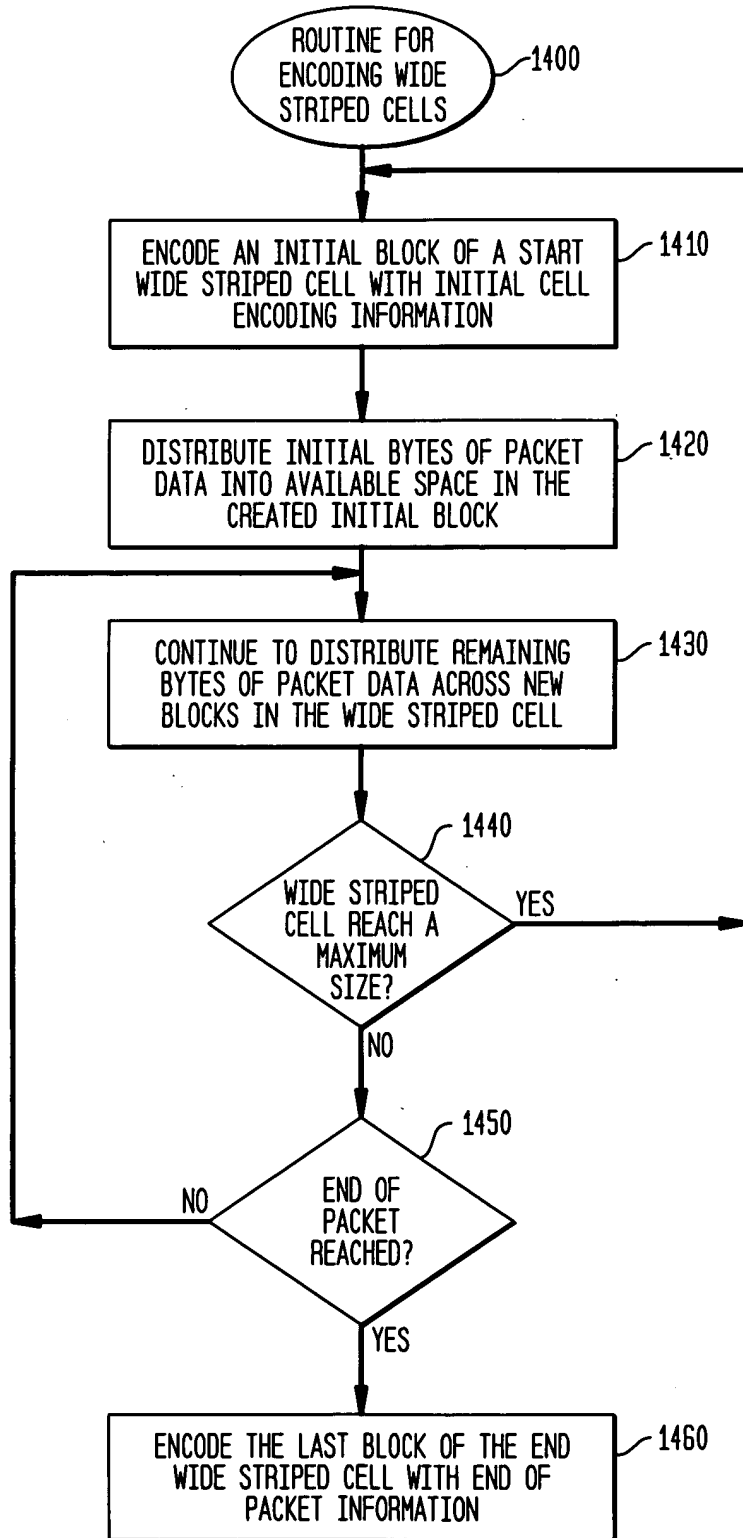 ROUTINE FOR
ENCODING WIDE
STRIPED CELLS
1400
ENCODE AN INITIAL BLOCK OF A START
WIDE STRIPED CELL WITH INITIAL CELL
ENCODING INFORMATION
1410
DISTRIBUTE INITIAL BYTES OF PACKET
DATA INTO AVAILABLE SPACE IN THE
CREATED INITIAL BLOCK
1420
CONTINUE TO DISTRIBUTE REMAINING
BYTES OF PACKET DATA ACROSS NEW
BLOCKS IN THE WIDE STRIPED CELL
1430
WIDE STRIPED
CELL REACH A
MAXIMUM
SIZE?
1440
YES
NO
END OF
PACKET
REACHED?
1450
NO
YES
ENCODE THE LAST BLOCK OF THE END
WIDE STRIPED CELL WITH END OF
PACKET INFORMATION
1460